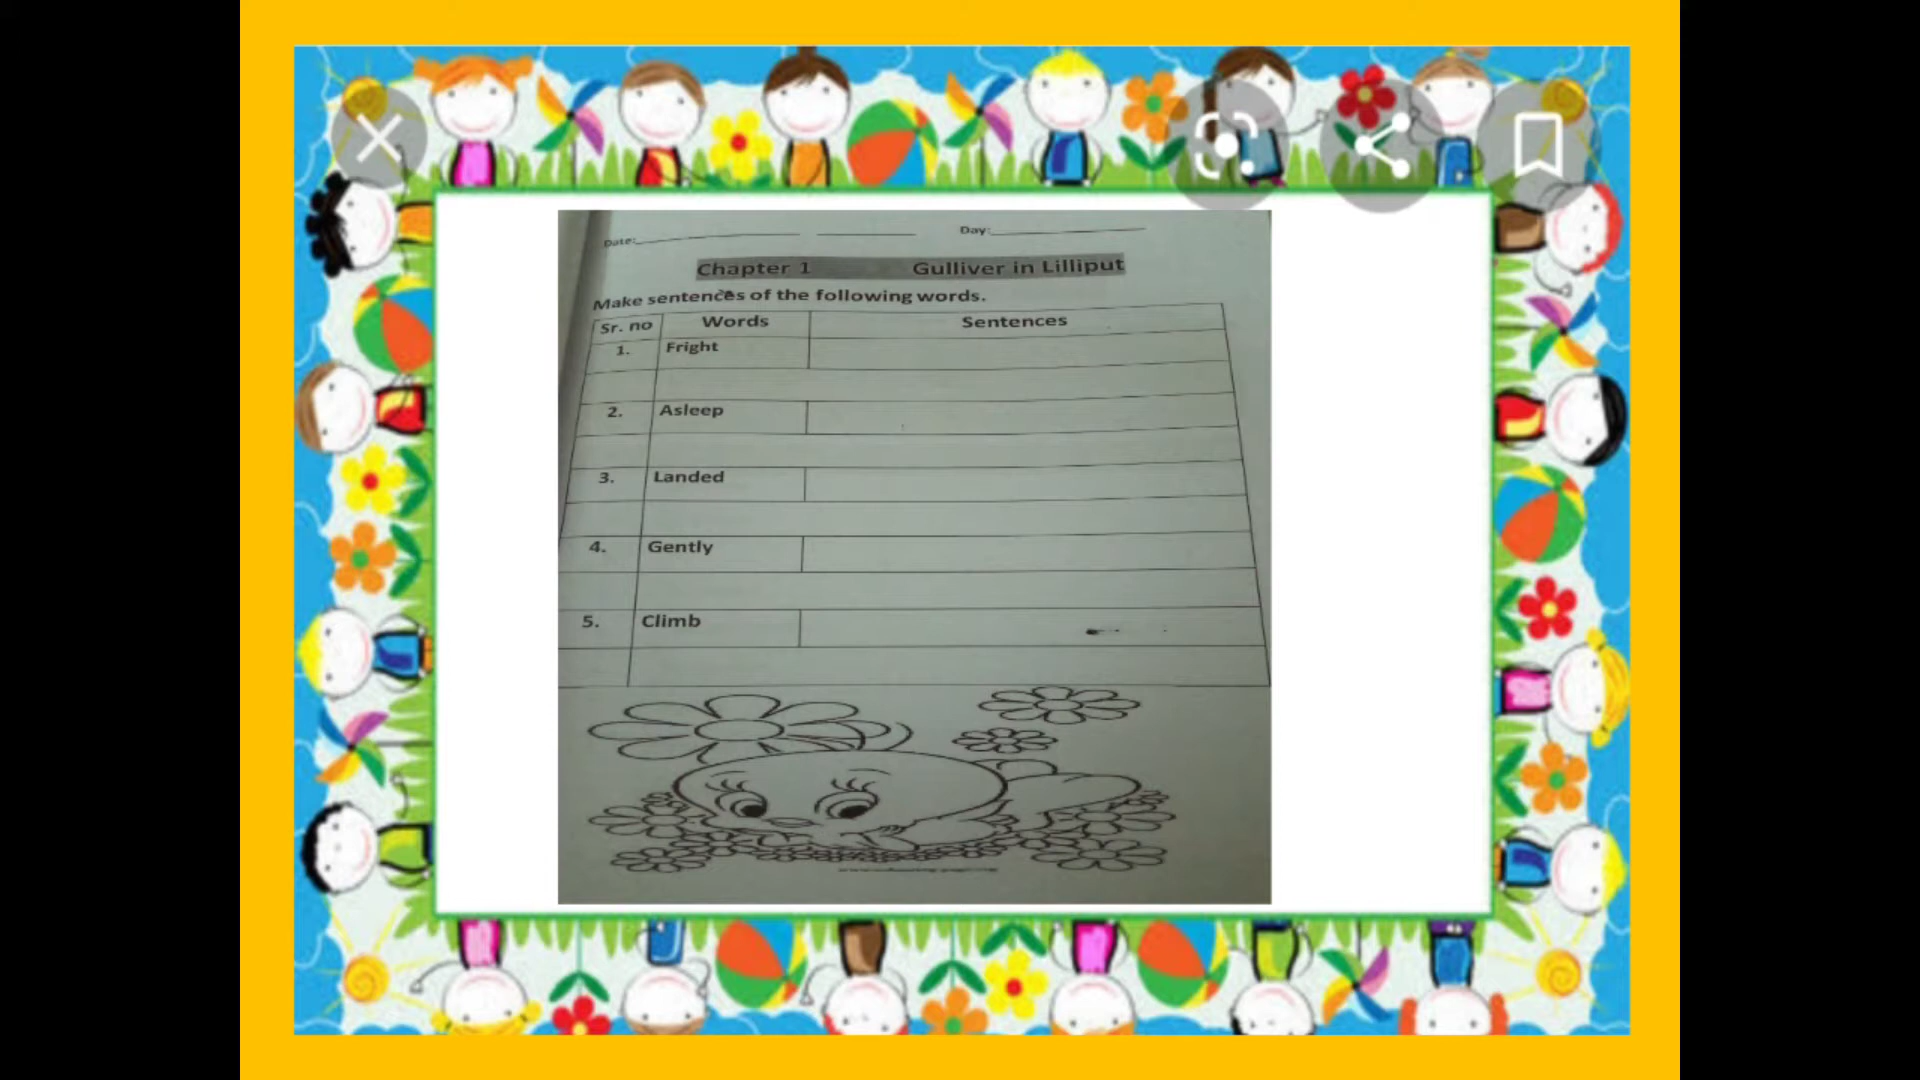 Date: Day:
Chapter 1 Gulliver in Lilliput
Make sentences of the following words.
Sr. no Words Sentences
1. Fright
2. Asleep
3. Landed
4. Gently
5. Climb